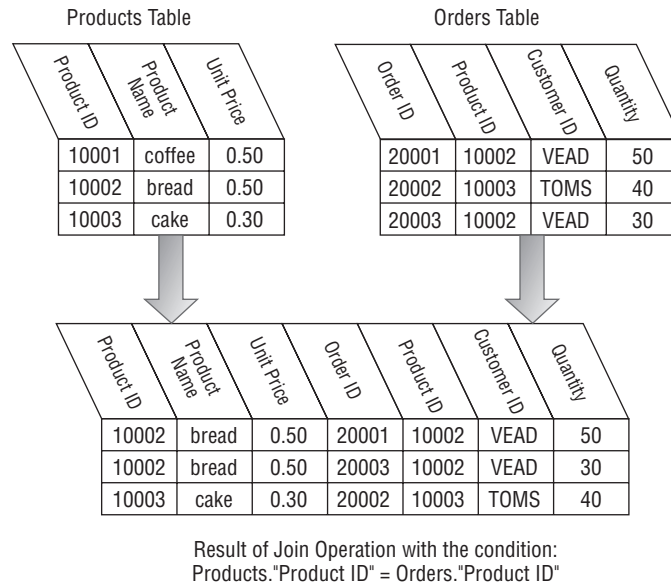 Products Table
Product ID
Product Name
Unit Price
10001 coffee 0.50
10002 bread 0.50
10003 cake 0.30
Orders Table
Order ID
Product ID
Customer ID
Quantity
20001 10002 VEAD 50
20002 10003 TOMS 40
20003 10002 VEAD 30
Product ID
Product Name
Unit Price
Order ID
Product ID
Customer ID
Quantity
10002 bread 0.50 20001 10002 VEAD 50
10002 bread 0.50 20003 10002 VEAD 30
10003 cake 0.30 20002 10003 TOMS 40
Result of Join Operation with the condition:
Products."Product ID" = Orders."Product ID"